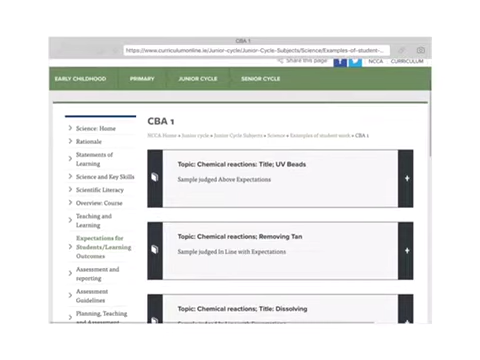 CBA 1
https://www.curriculumonline.ie/Junior-cycle/Junior-Cycle-Subjects/Science/Examples-of-student-...
Share this page: NCCA CURRICULUM
EARLY CHILDHOOD PRIMARY JUNIOR CYCLE SENIOR CYCLE
CBA 1
NCCA Home » Junior cycle » Junior Cycle Subjects » Science » Examples of student work » CBA 1
Science: Home
Rationale
Statements of
Learning
Science and Key Skills
Scientific Literacy
Overview: Course
Teaching and
Learning
Expectations for
Students/Learning
Outcomes
Assessment and
reporting
Assessment
Guidelines
Planning, Teaching
and Assessment
Topic: Chemical reactions: Title; UV Beads
Sample judged Above Expectations
Topic: Chemical reactions; Removing Tan
Sample judged In Line with Expectations
Topic: Chemical reactions; Title: Dissolving